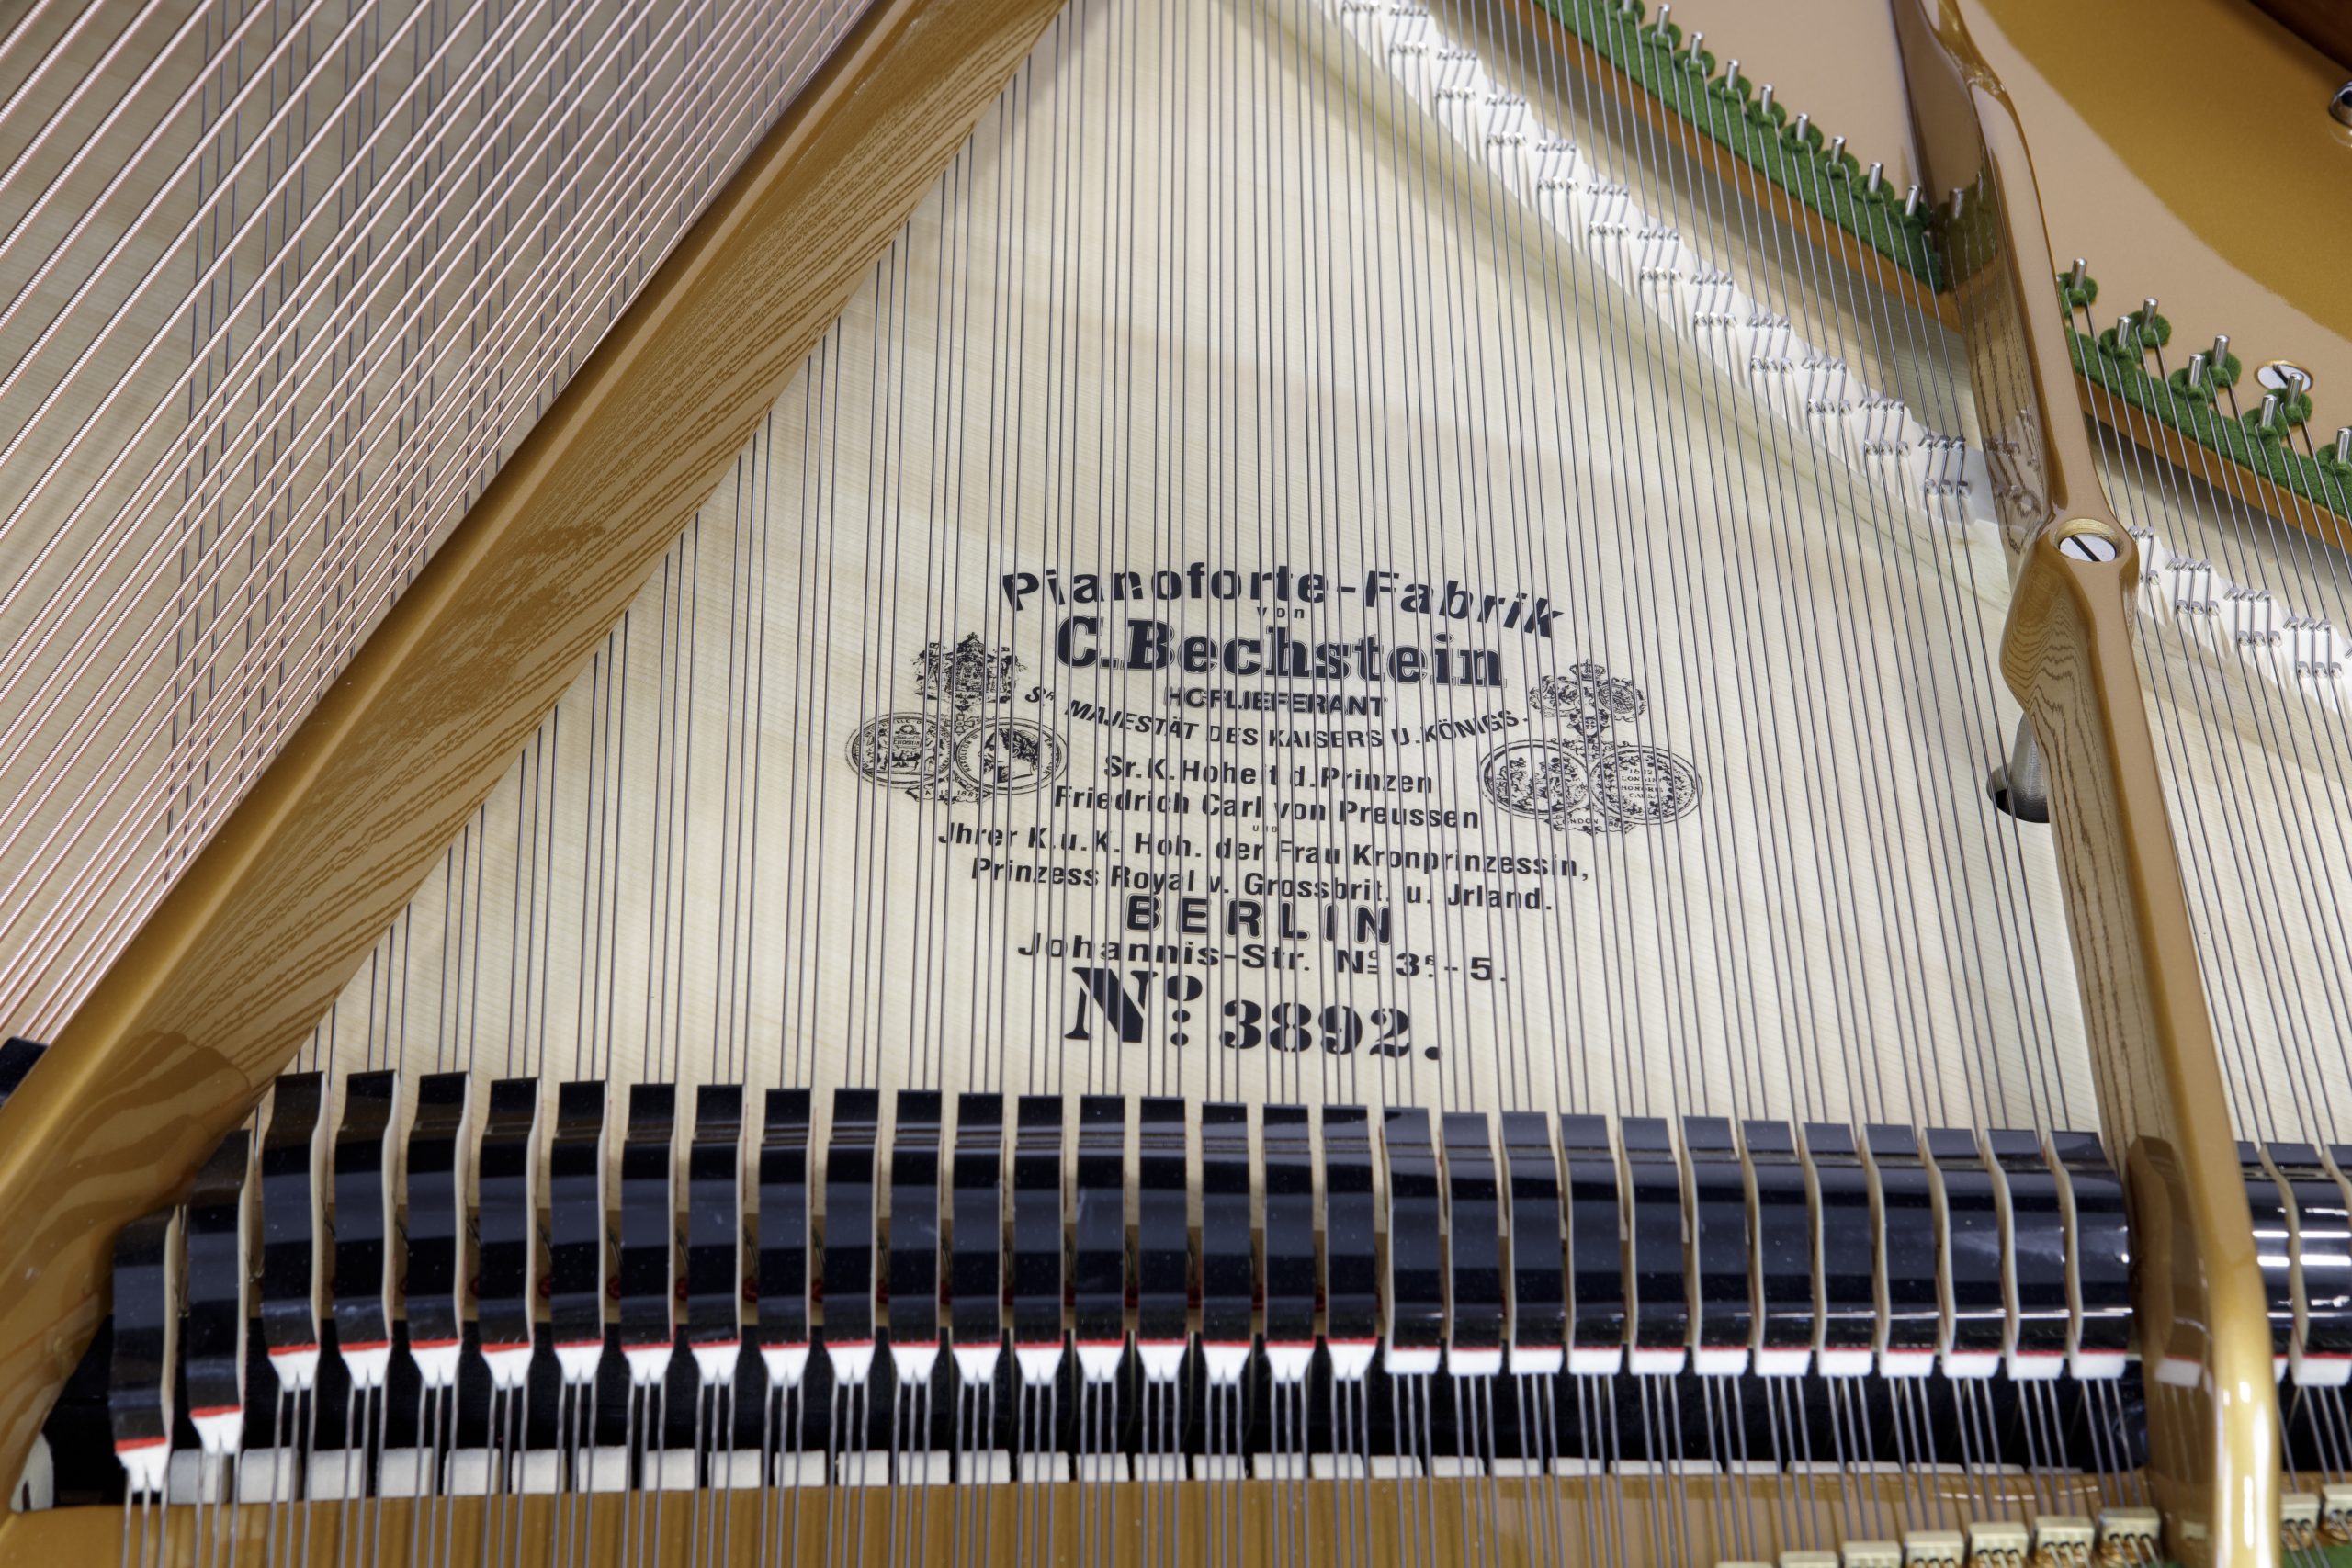 Pianoforte-Fabrik
von
C.Bechstein
HOFLIEFERANT
Sr. MAJESTÄT DES KAISERS U. KÖNIGS.
Sr.K.Hoheit d.Prinzen
Friedrich Carl von Preussen
und
Jhrer K.u.K. Hoh. der Frau Kronprinzessin,
Prinzess Royal v. Grossbrit. u. Jrland.
BERLIN
Johannis-Str. No 3a.-5.
No. 3892.